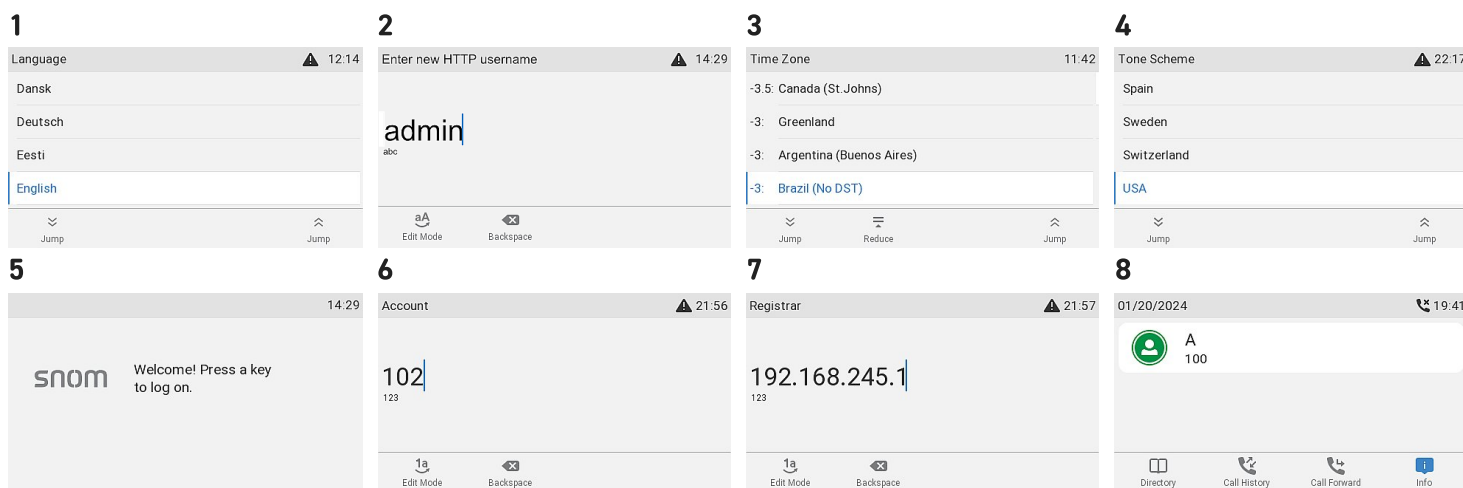 1
Language 12:14
Dansk
Deutsch
Eesti
English
Jump Jump
2
Enter new HTTP username 14:29
admin
abc
aA
Edit Mode Backspace
3
Time Zone 11:42
-3.5: Canada (St.Johns)
-3: Greenland
-3: Argentina (Buenos Aires)
-3: Brazil (No DST)
Jump Reduce Jump
4
Tone Scheme 22:17
Spain
Sweden
Switzerland
USA
Jump Jump
5
14:29
snom
Welcome! Press a key
to log on.
6
Account 21:56
102
123
1a
Edit Mode Backspace
7
Registrar 21:57
192.168.245.1
123
1a
Edit Mode Backspace
8
01/20/2024 19:41
A
100
Directory Call History Call Forward Info